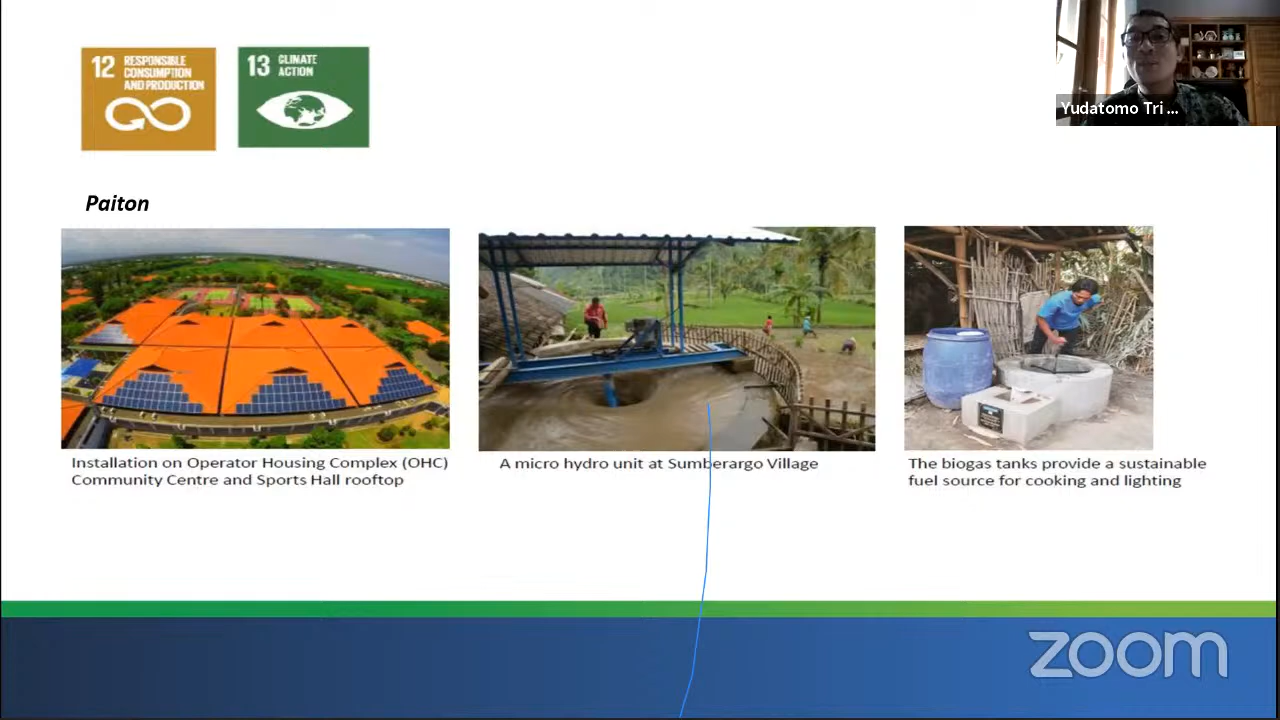 12 RESPONSIBLE
CONSUMPTION
AND PRODUCTION
13 CLIMATE
ACTION
Yudatomo Tri ...
Paiton
Installation on Operator Housing Complex (OHC)
Community Centre and Sports Hall rooftop
A micro hydro unit at Sumberargo Village
The biogas tanks provide a sustainable
fuel source for cooking and lighting
zoom